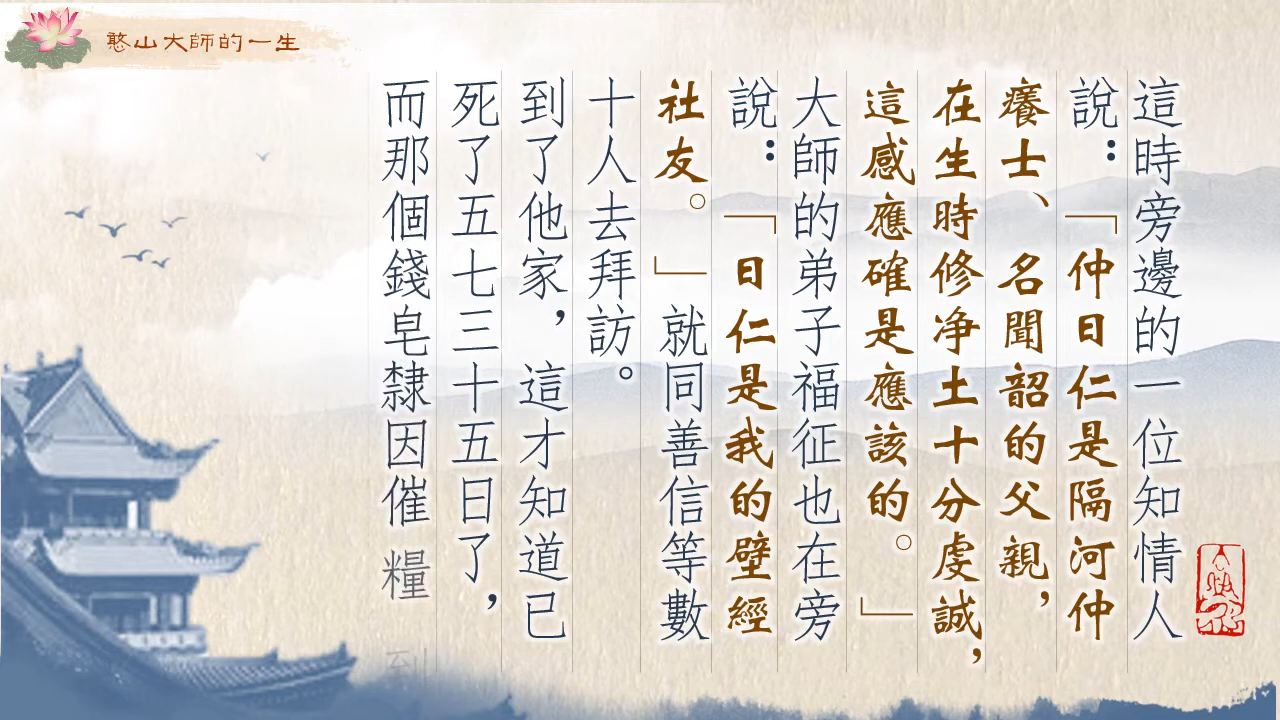 憨山大師的一生
這時旁邊的一位知情人
說：「仲日仁是隔河仲
癢士、名聞韶的父親，
在生時修净土十分虔誠，
這感應確是應該的。」
大師的弟子福征也在旁
說：「日仁是我的壁經
社友。」就同善信等數
十人去拜訪。
到了他家，這才知道已
死了五七三十五日了，
而那個錢皂隸因催糧到